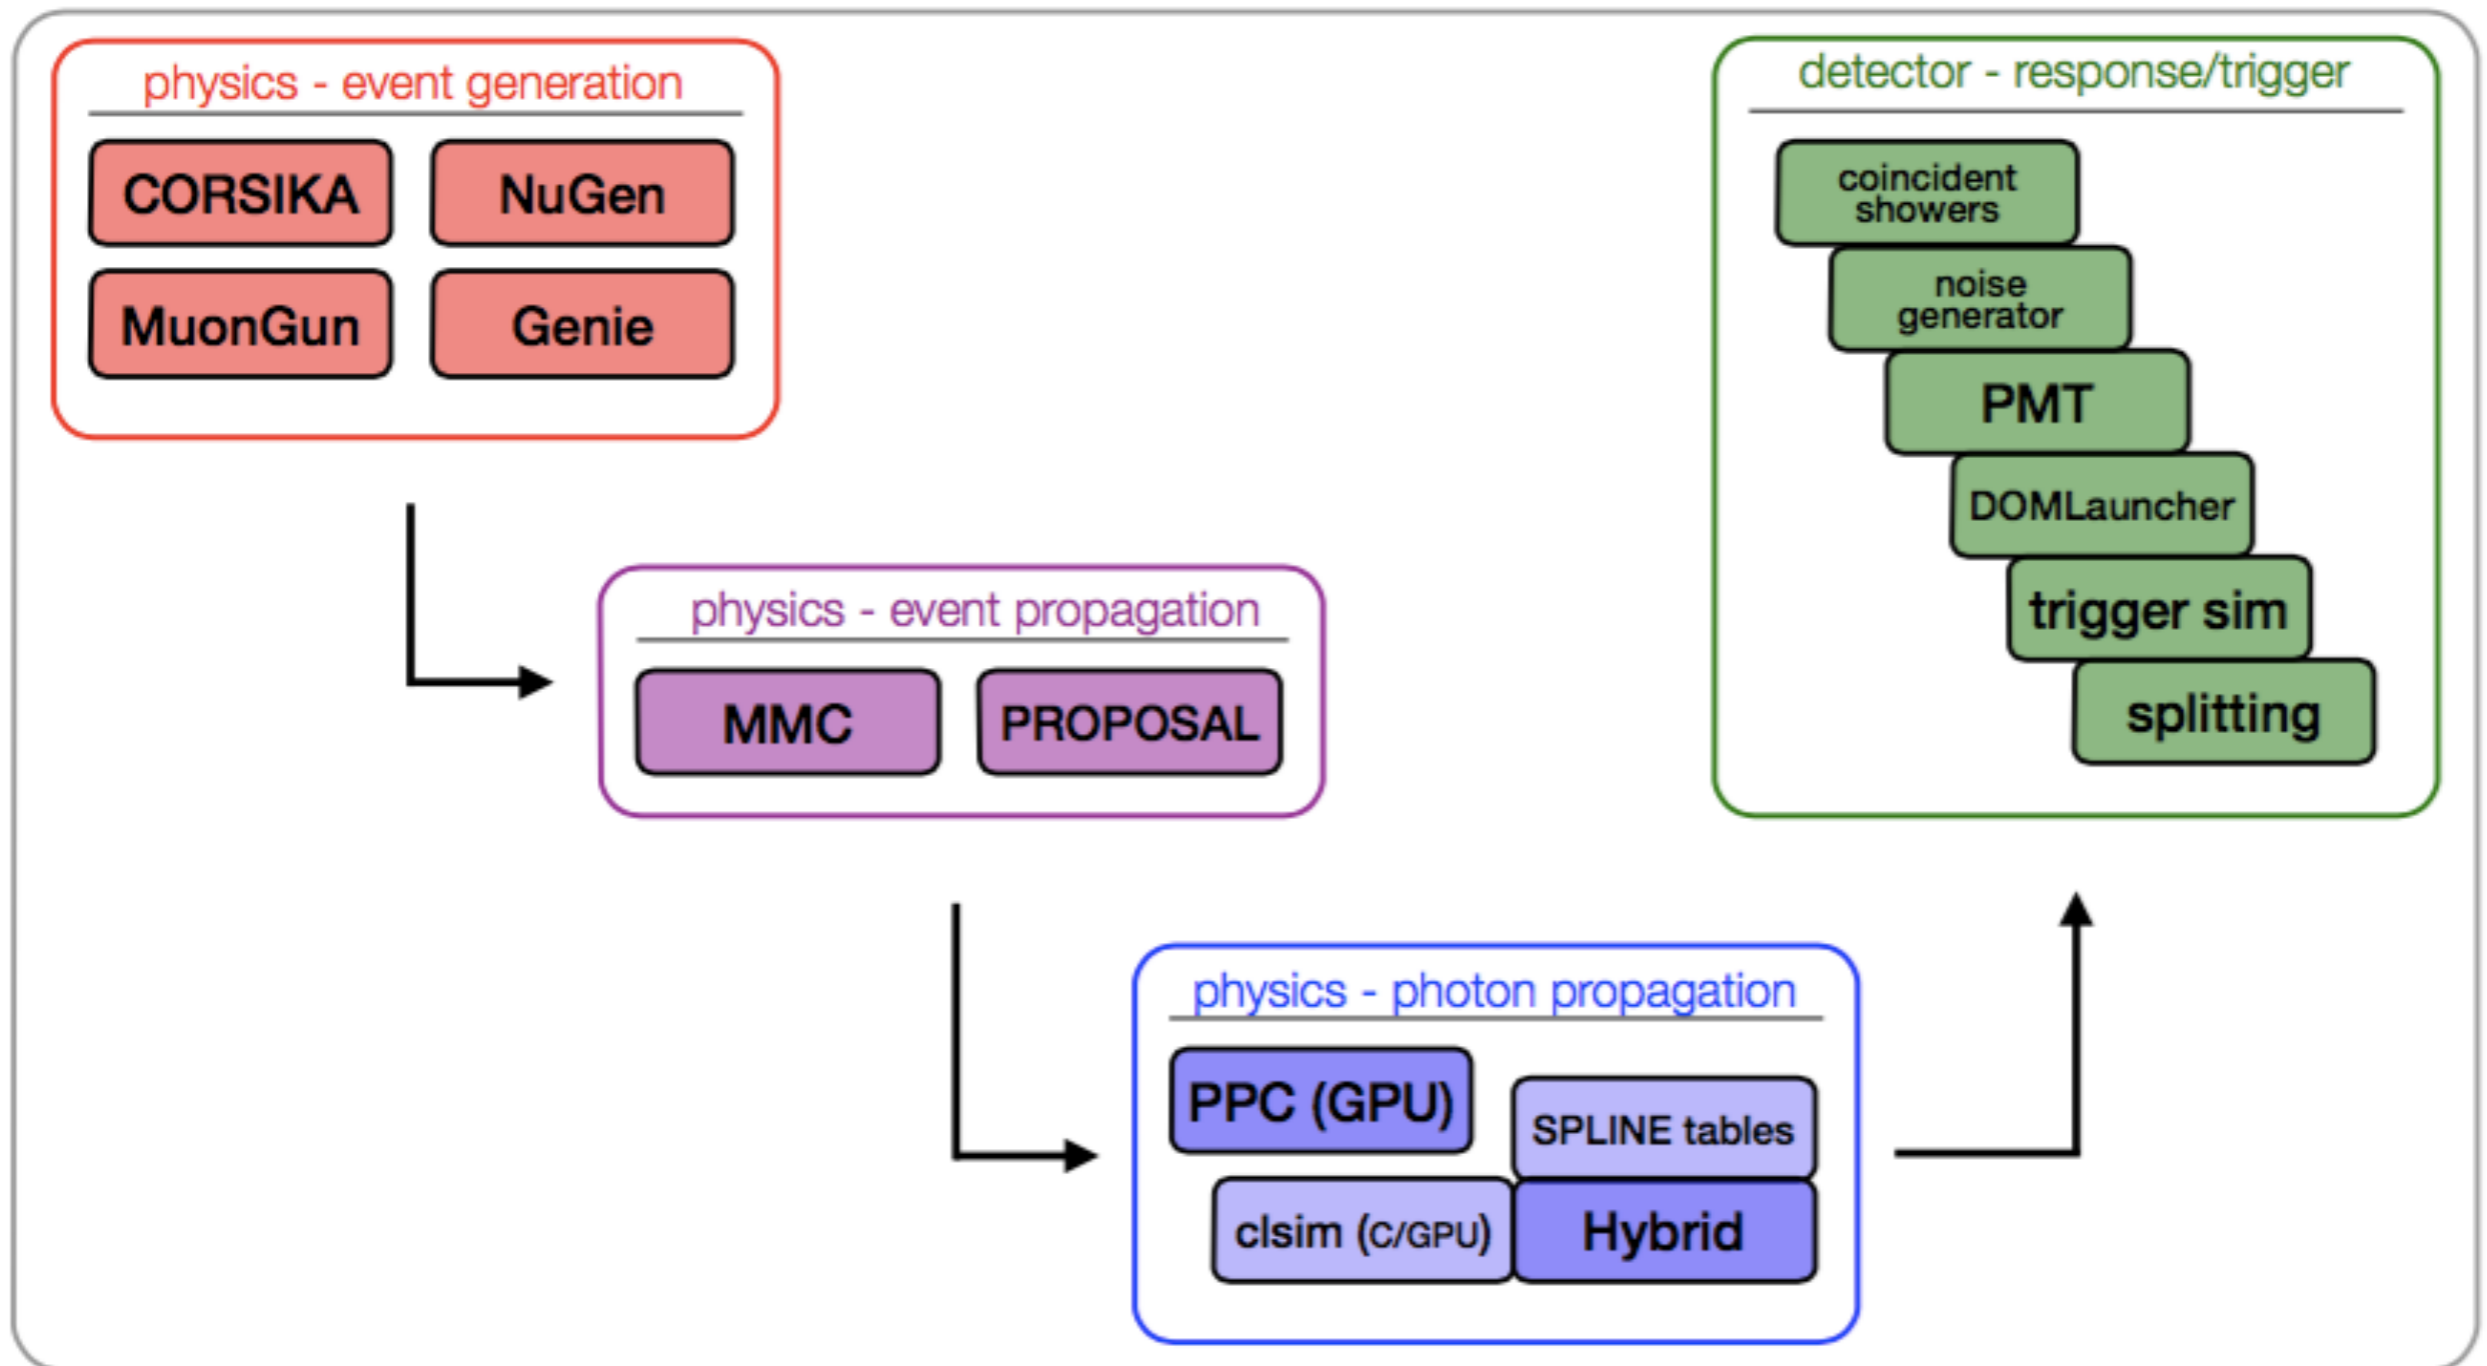 physics - event generation
CORSIKA
NuGen
MuonGun
Genie
physics - event propagation
MMC
PROPOSAL
physics - photon propagation
PPC (GPU)
SPLINE tables
clsim (C/GPU)
Hybrid
detector - response/trigger
coincident
showers
noise
generator
PMT
DOMLauncher
trigger sim
splitting